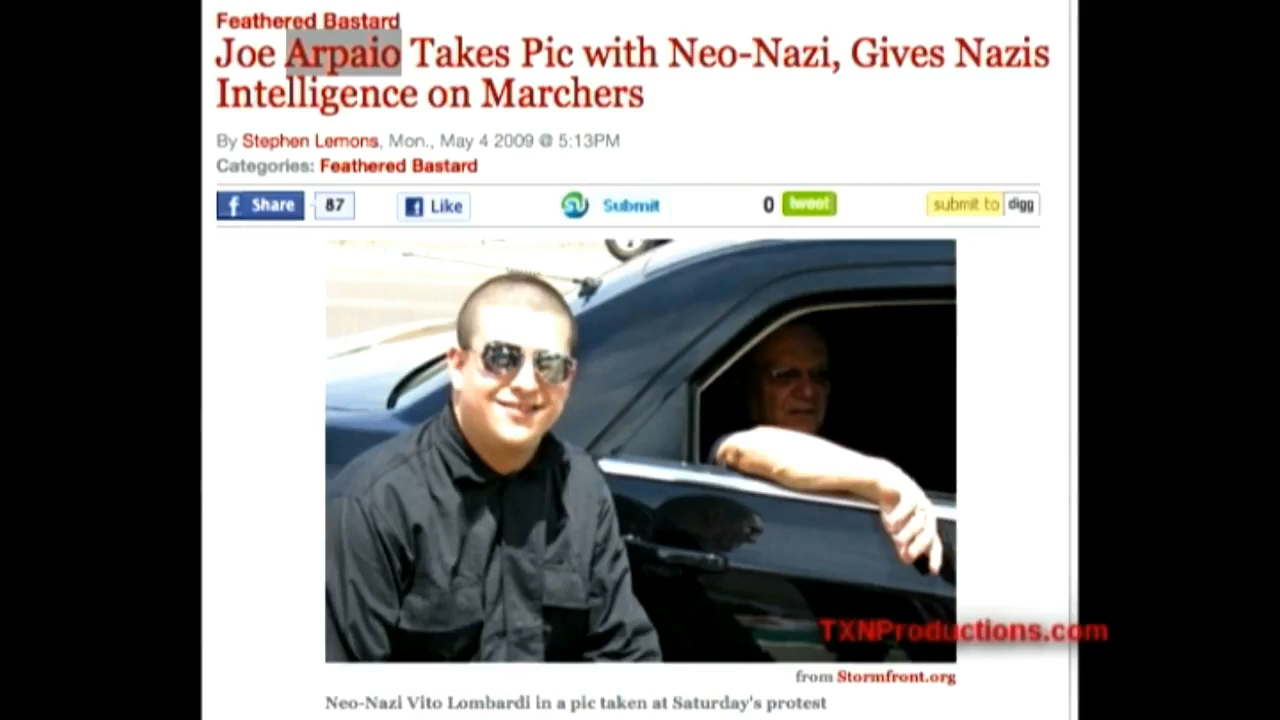 Feathered Bastard
Joe Arpaio Takes Pic with Neo-Nazi, Gives Nazis
Intelligence on Marchers
By Stephen Lemons, Mon., May 4 2009 @ 5:13PM
Categories: Feathered Bastard
f Share 87 f Like Submit 0 tweet submit to digg
TXNProductions.com
from Stormfront.org
Neo-Nazi Vito Lombardi in a pic taken at Saturday's protest